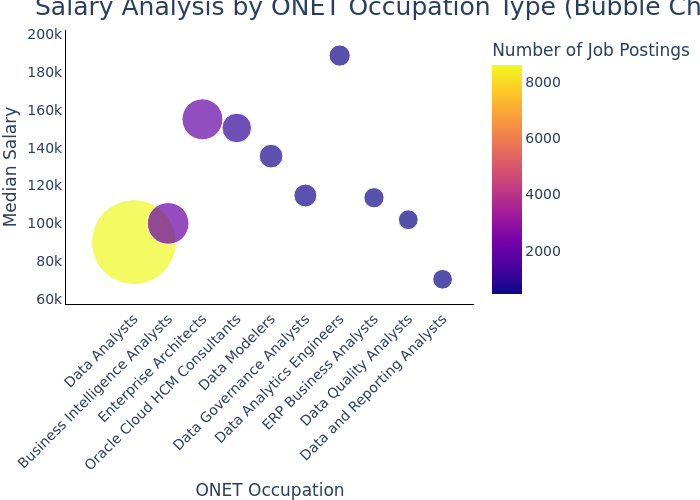 Salary Analysis by ONET Occupation Type (Bubble Ch
200k
180k
160k
140k
120k
100k
80k
60k
Median Salary
Data Analysts
Business Intelligence Analysts
Enterprise Architects
Oracle Cloud HCM Consultants
Data Modelers
Data Governance Analysts
Data Analytics Engineers
ERP Business Analysts
Data Quality Analysts
Data and Reporting Analysts
ONET Occupation
Number of Job Postings
8000
6000
4000
2000